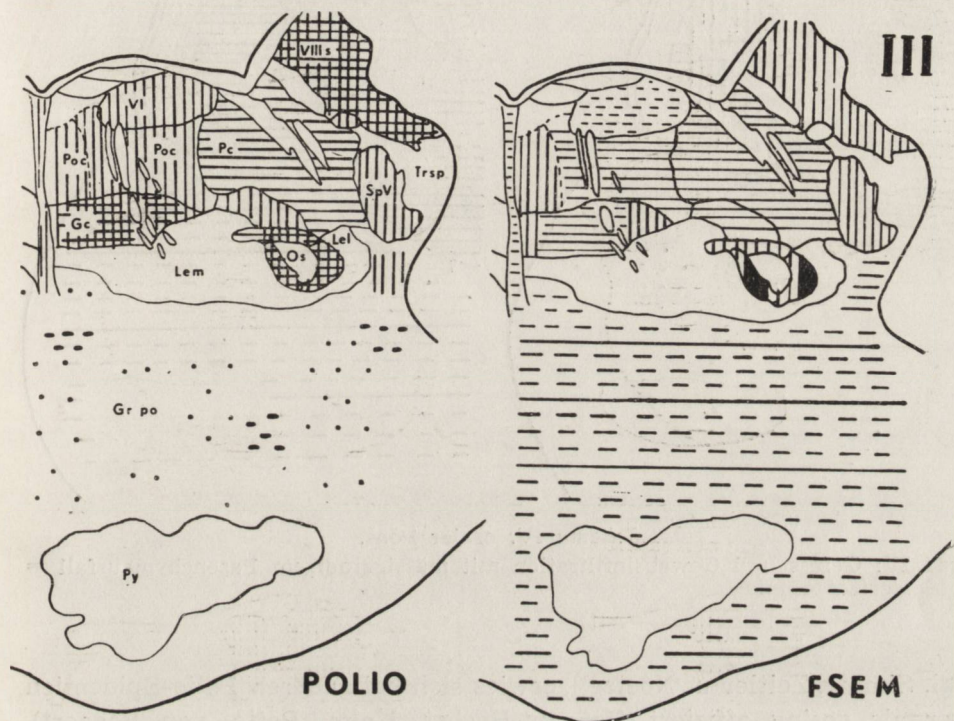 VIIIs
III
VI
Poc
Poc
Pc
Trsp
SpV
Gc
Lel
Os
Lem
Gr po
Py
POLIO
FSEM